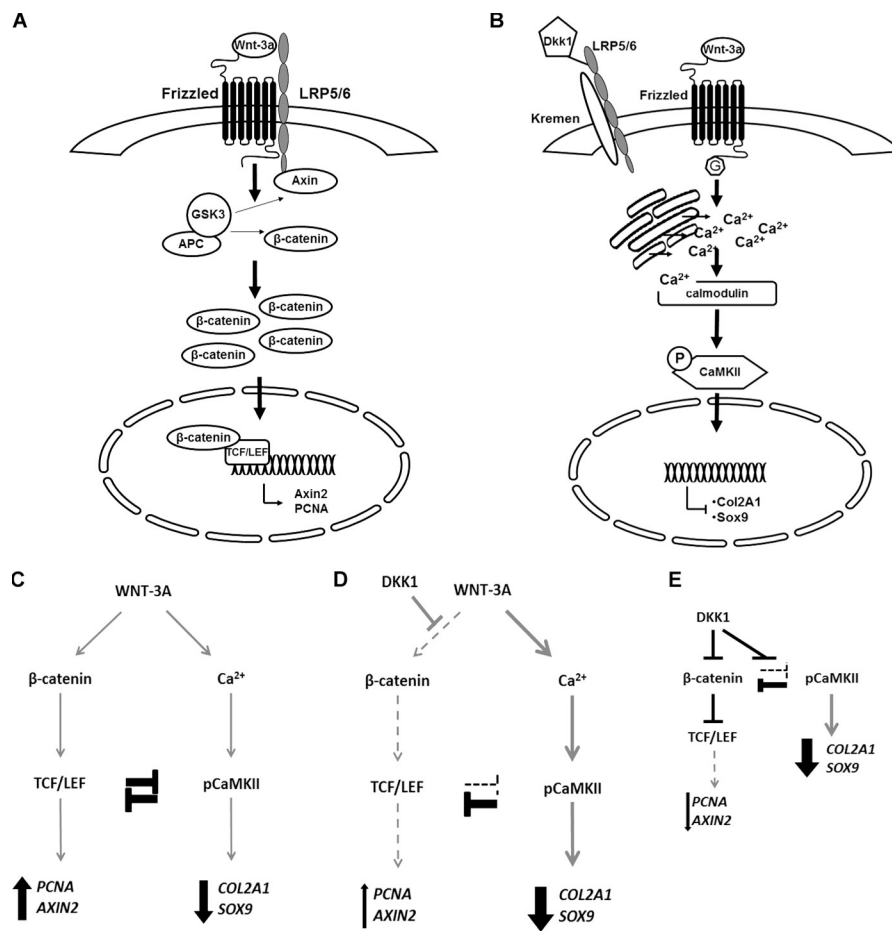 A
Wnt-3a
Frizzled
LRP5/6
Axin
GSK3
APC
β-catenin
β-catenin
β-catenin
β-catenin
β-catenin
β-catenin
TCF/LEF
Axin2
PCNA
B
Dkk1
LRP5/6
Wnt-3a
Frizzled
Kremen
G
Ca2+
Ca2+
Ca2+
Ca2+
Ca2+
Ca2+
calmodulin
P
CaMKII
•Col2A1
•Sox9
C
WNT-3A
β-catenin
Ca2+
TCF/LEF
pCaMKII
PCNA
AXIN2
COL2A1
SOX9
D
DKK1
WNT-3A
β-catenin
Ca2+
TCF/LEF
pCaMKII
PCNA
AXIN2
COL2A1
SOX9
E
DKK1
β-catenin
pCaMKII
TCF/LEF
COL2A1
SOX9
PCNA
AXIN2